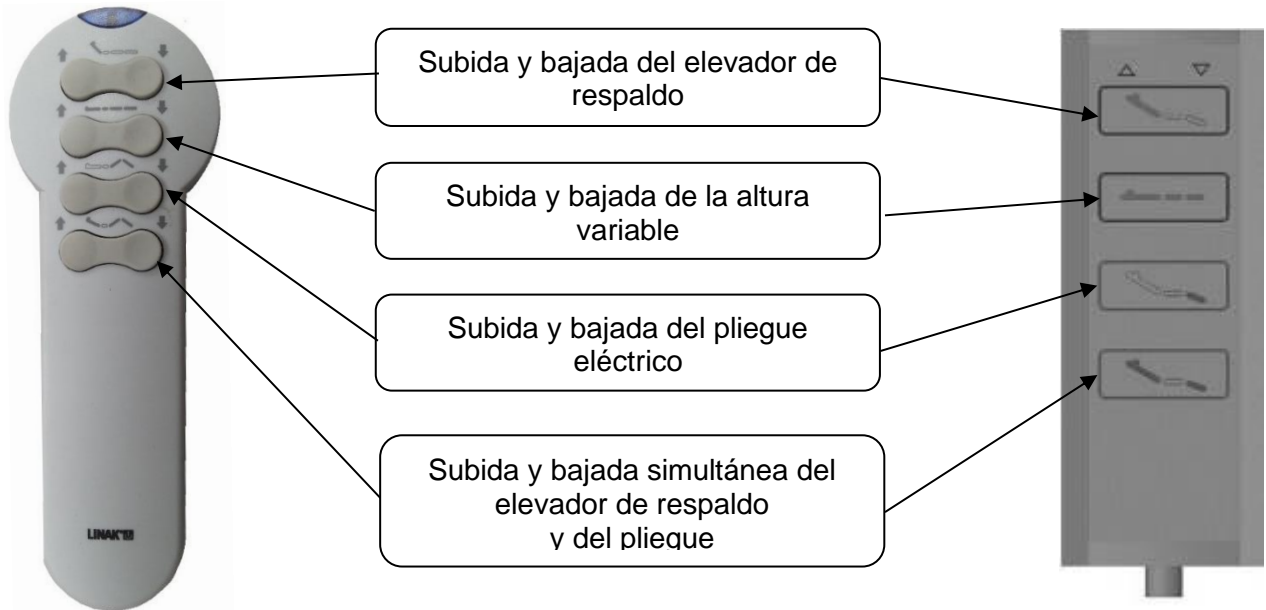 Subida y bajada del elevador de
respaldo
Subida y bajada de la altura
variable
Subida y bajada del pliegue
eléctrico
Subida y bajada simultánea del
elevador de respaldo
y del pliegue
LINAK